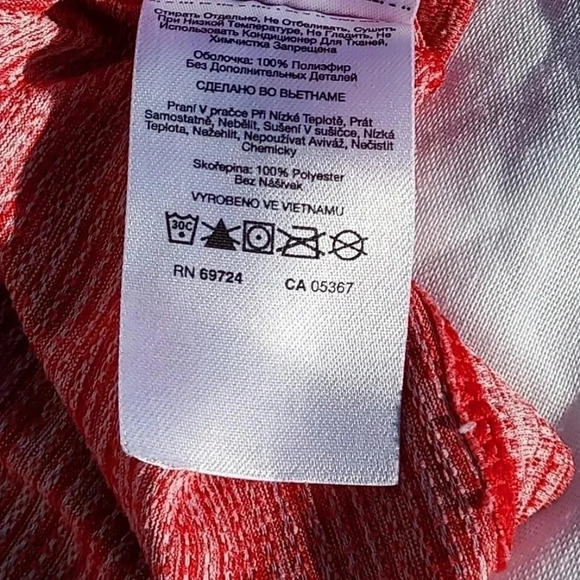 Стирать Отдельно, Не Отбеливать, Сушить
При Низкой Температуре, Не Гладить, Не
Использовать Кондиционер Для Тканей,
Химчистка Запрещена
Оболочка: 100% Полиэфир
Без Дополнительных Деталей
СДЕЛАНО ВО ВЬЕТНАМЕ
Praní V pračce Při Nízká Teplotě, Prát
Samostatně, Nebělit, Sušení V sušičce, Nízká
Teplota, Nežehlit, Nepoužívat Aviváž, Nečistit
Chemicky
Skořepina: 100% Polyester
Bez Nášivek
VYROBENO VE VIETNAMU
30C
RN 69724 CA 05367